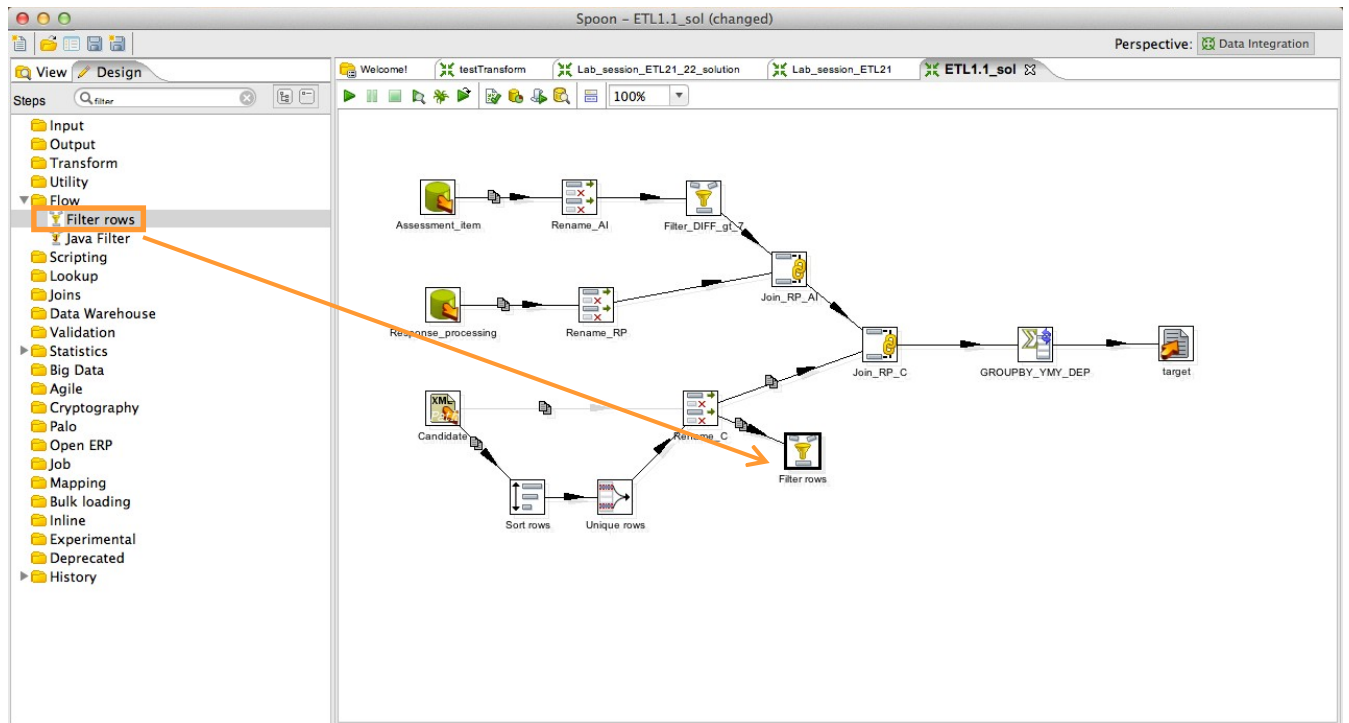 Spoon - ETL1.1_sol (changed)
Perspective: Data Integration
View Design
Steps filter
Input
Output
Transform
Utility
Flow
Filter rows
Java Filter
Scripting
Lookup
Joins
Data Warehouse
Validation
Statistics
Big Data
Agile
Cryptography
Palo
Open ERP
Job
Mapping
Bulk loading
Inline
Experimental
Deprecated
History
Welcome! testTransform Lab_session_ETL21_22_solution Lab_session_ETL21 ETL1.1_sol
100%
Assessment_item Rename_AI Filter_DIFF_gt_7
Join_RP_AI
Response_processing Rename_RP
Join_RP_C GROUPBY_YMY_DEP target
XML
Candidate Rename_C
Filter rows
Sort rows Unique rows